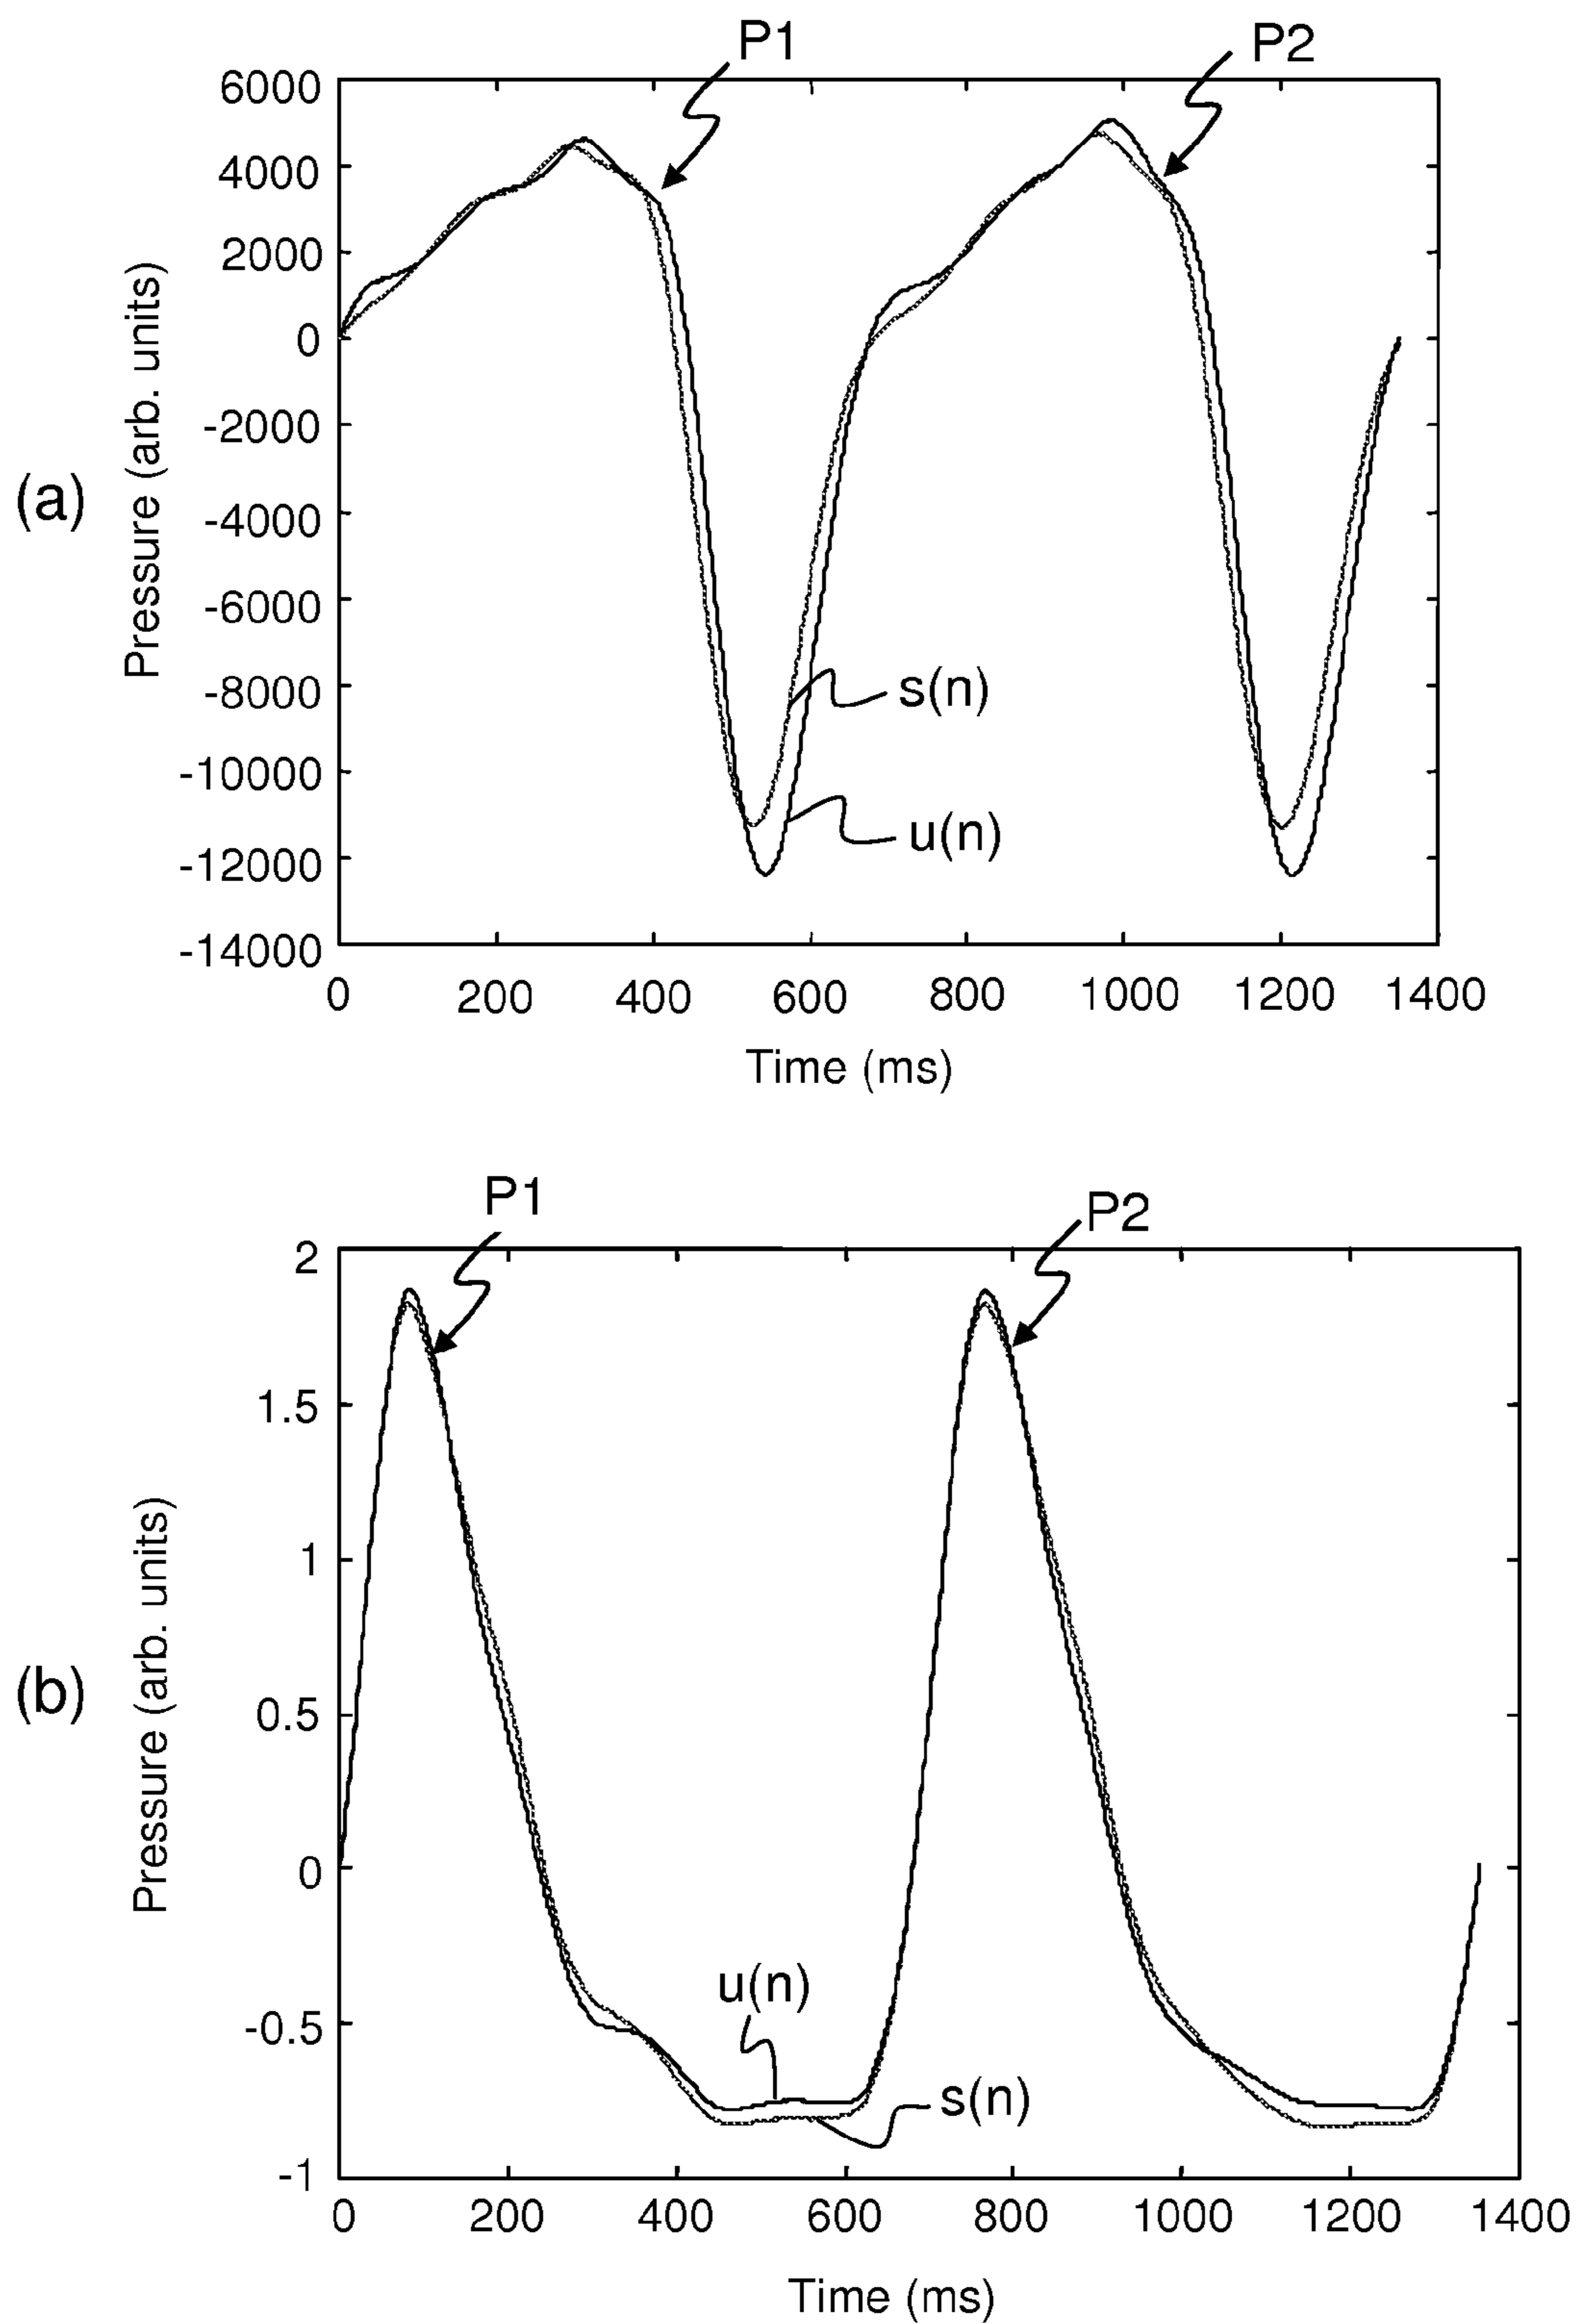 P1
P2
6000
4000
2000
0
-2000
-4000
-6000
-8000
-10000
-12000
-14000
Pressure (arb. units)
(a)
s(n)
u(n)
0 200 400 600 800 1000 1200 1400
Time (ms)
P1
P2
2
1.5
1
0.5
0
-0.5
-1
Pressure (arb. units)
(b)
u(n)
s(n)
0 200 400 600 800 1000 1200 1400
Time (ms)